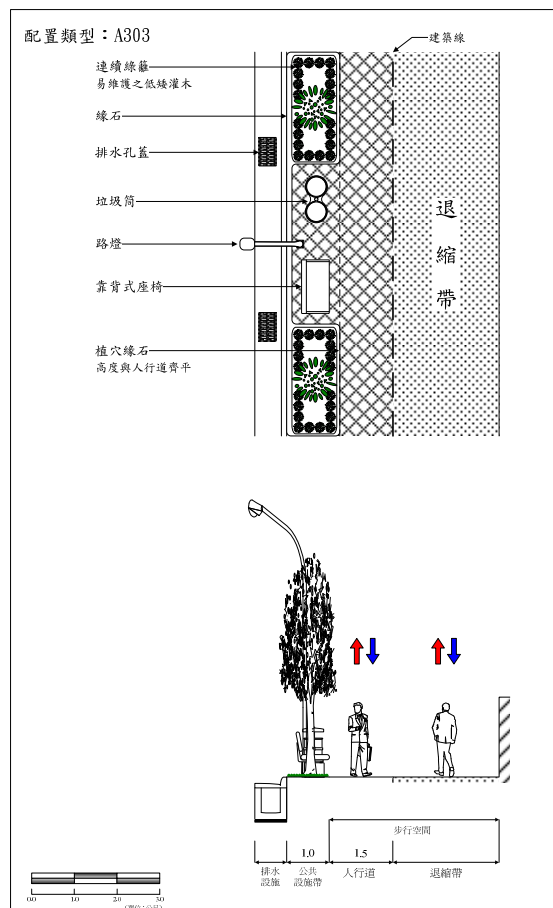 配置類型：A303
建築線
連續綠籬
易維護之低矮灌木
緣石
排水孔蓋
垃圾筒
路燈
靠背式座椅
植穴緣石
高度與人行道齊平
退縮帶
步行空間
1.0
1.5
排水設施
公共設施帶
人行道
退縮帶
0.0
1.0
2.0
3.0
(單位:公尺)